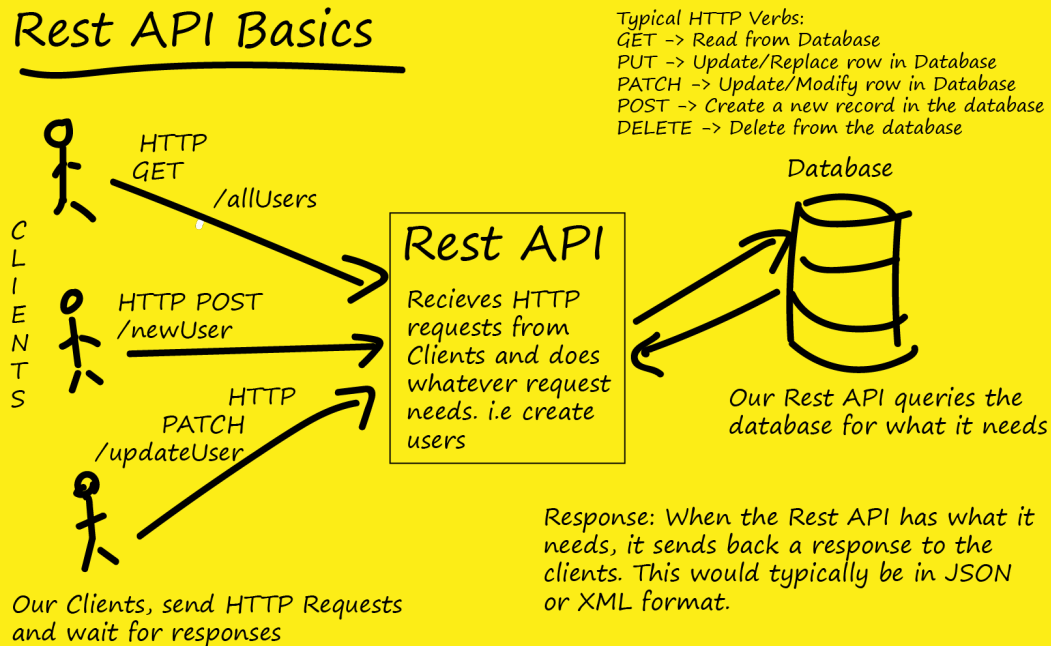 Rest API Basics
Typical HTTP Verbs:
GET -> Read from Database
PUT -> Update/Replace row in Database
PATCH -> Update/Modify row in Database
POST -> Create a new record in the database
DELETE -> Delete from the database
CLIENTS
HTTP
GET
/allUsers
HTTP POST
/newUser
HTTP
PATCH
/updateUser
Rest API
Recieves HTTP
requests from
Clients and does
whatever request
needs. i.e create
users
Database
Our Rest API queries the
database for what it needs
Response: When the Rest API has what it
needs, it sends back a response to the
clients. This would typically be in JSON
or XML format.
Our Clients, send HTTP Requests
and wait for responses